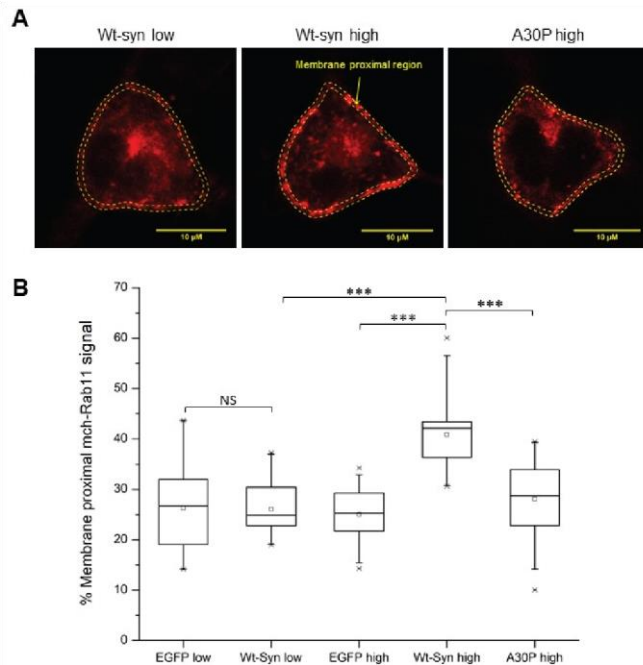 A
Wt-syn low
Wt-syn high
A30P high
Membrane proximal region
10 µM
10 µM
10 µM
B
% Membrane proximal mch-Rab11 signal
70
60
50
40
30
20
10
0
***
***
***
NS
EGFP low
Wt-Syn low
EGFP high
Wt-Syn high
A30P high